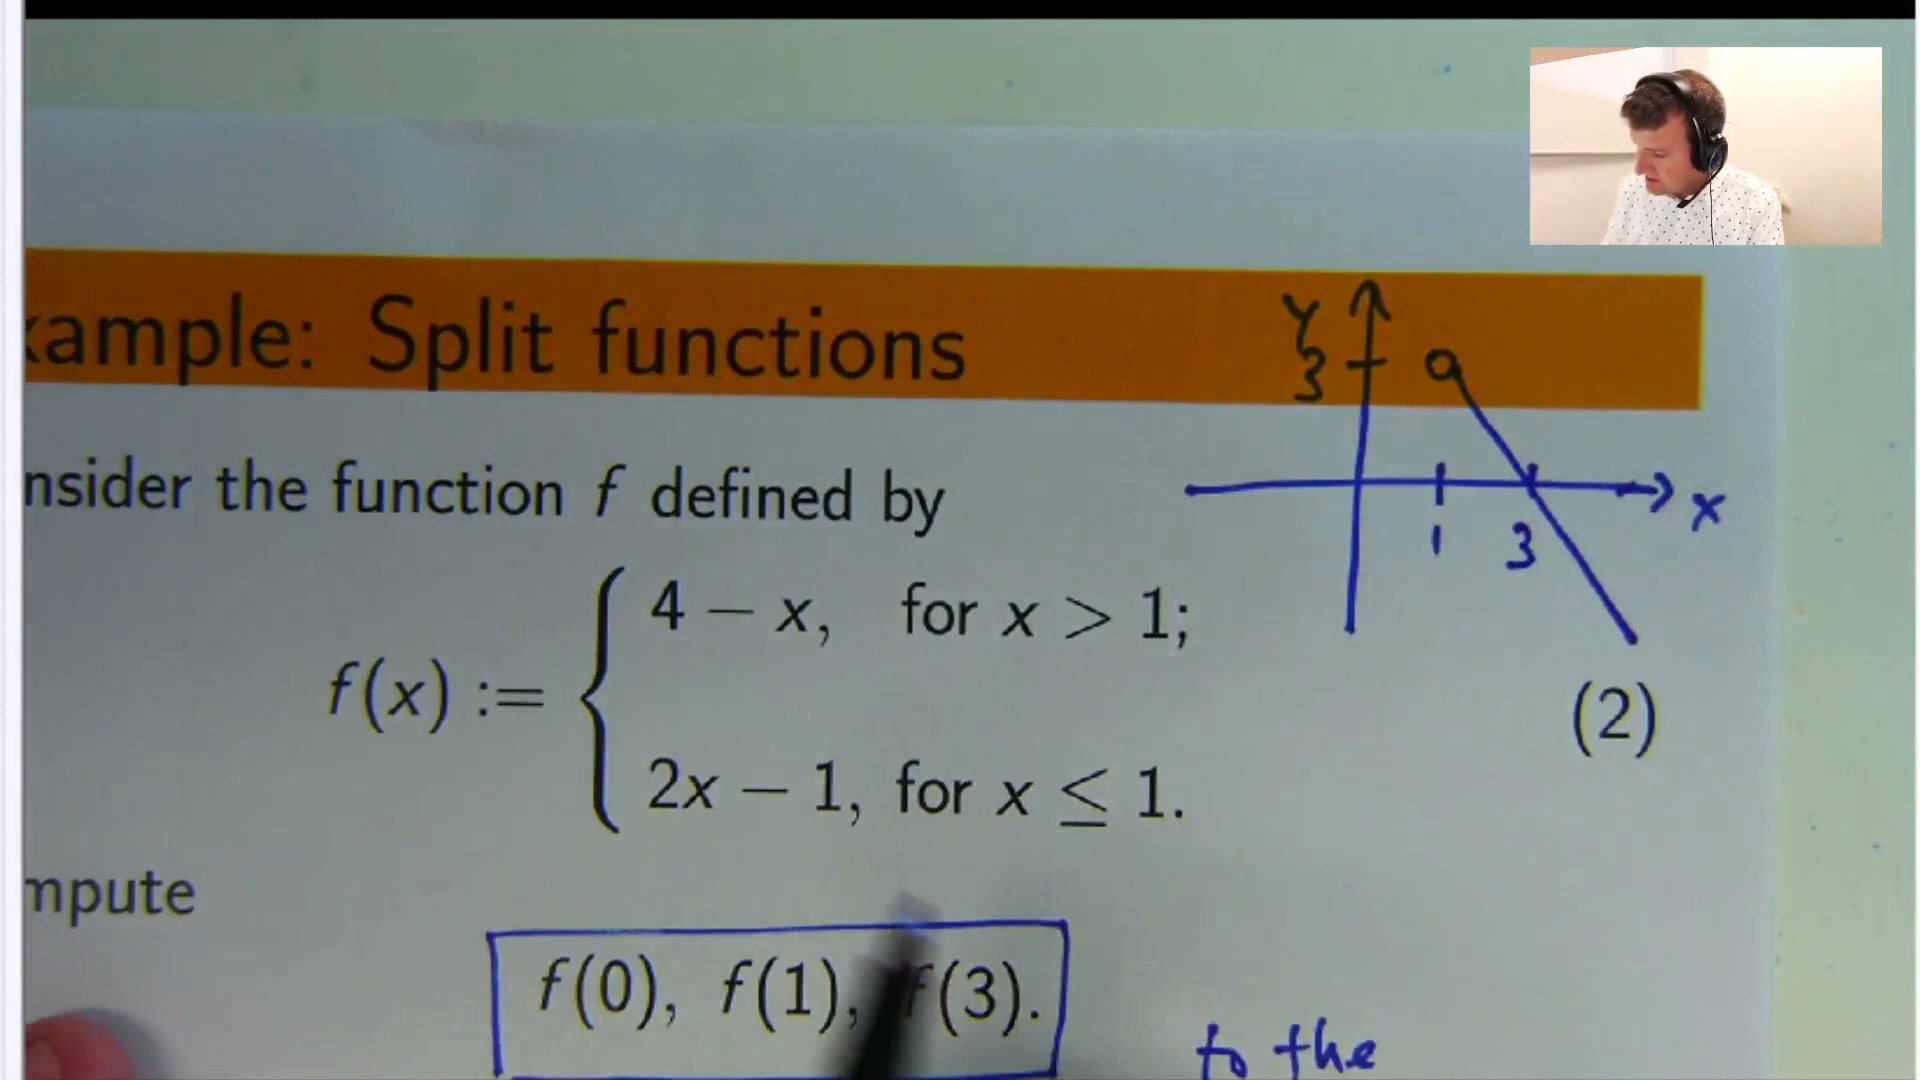 xample: Split functions
nsider the function f defined by
f(x) := { 4 − x, for x > 1;
2x − 1, for x ≤ 1.
(2)
mpute
f(0), f(1), f(3).
to the
y
3
1
3
x